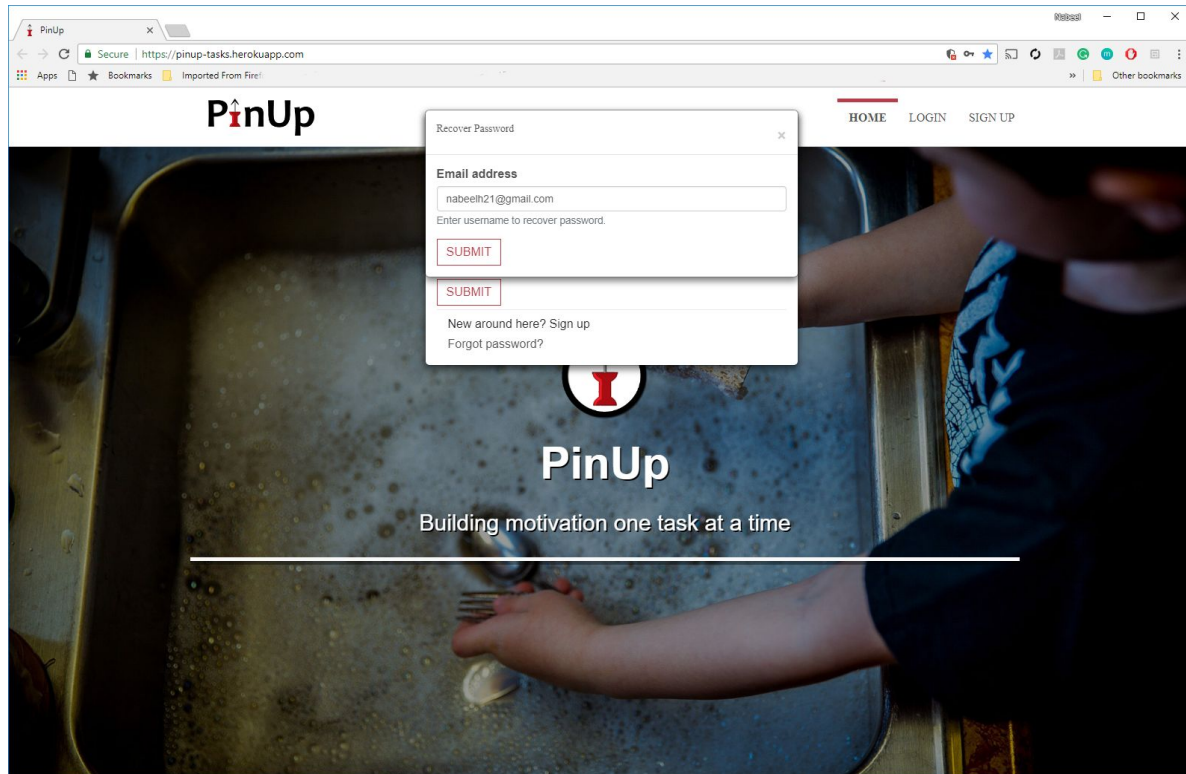 Nabeel
PinUp
Secure | https://pinup-tasks.herokuapp.com
Apps Bookmarks Imported From Firef
» Other bookmarks
PinUp
HOME LOGIN SIGN UP
Recover Password
×
Email address
nabeelh21@gmail.com
Enter username to recover password.
SUBMIT
SUBMIT
New around here? Sign up
Forgot password?
PinUp
Building motivation one task at a time